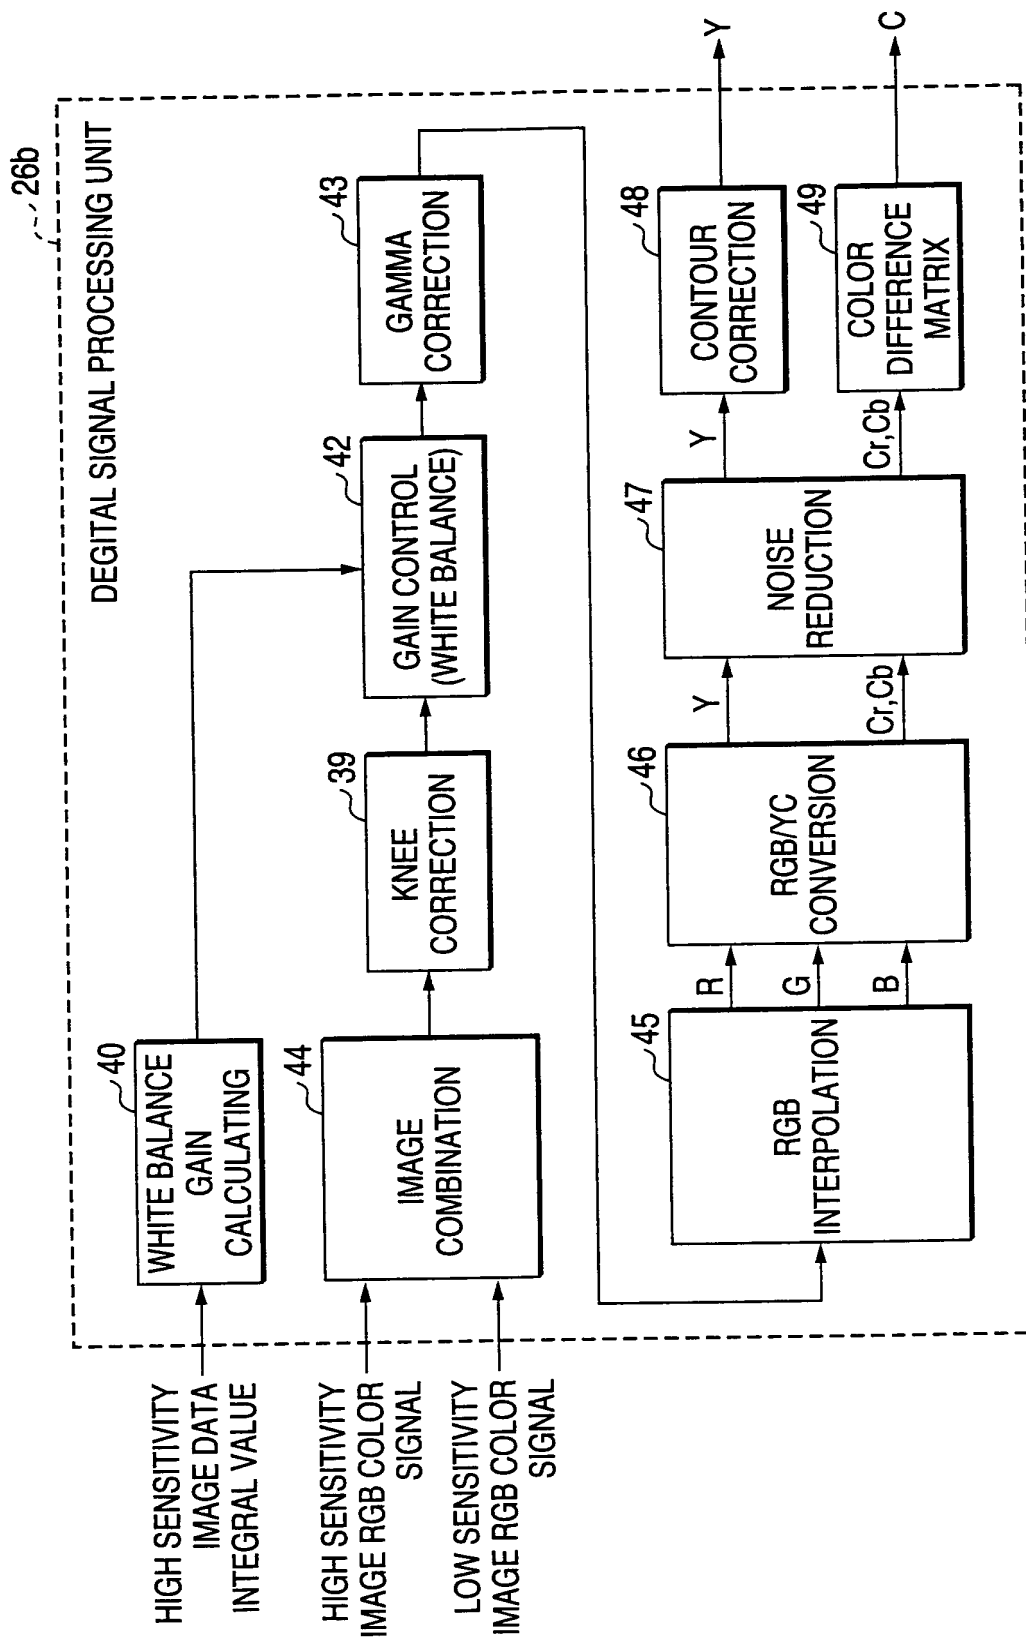 26b
DEGITAL SIGNAL PROCESSING UNIT
HIGH SENSITIVITY
IMAGE DATA
INTEGRAL VALUE
40
WHITE BALANCE
GAIN
CALCULATING
HIGH SENSITIVITY
IMAGE RGB COLOR
SIGNAL
LOW SENSITIVITY
IMAGE RGB COLOR
SIGNAL
44
IMAGE
COMBINATION
39
KNEE
CORRECTION
42
GAIN CONTROL
(WHITE BALANCE)
43
GAMMA
CORRECTION
45
RGB
INTERPOLATION
R
G
B
46
RGB/YC
CONVERSION
Y
Cr,Cb
47
NOISE
REDUCTION
Y
Cr,Cb
48
CONTOUR
CORRECTION
Y
49
COLOR
DIFFERENCE
MATRIX
C